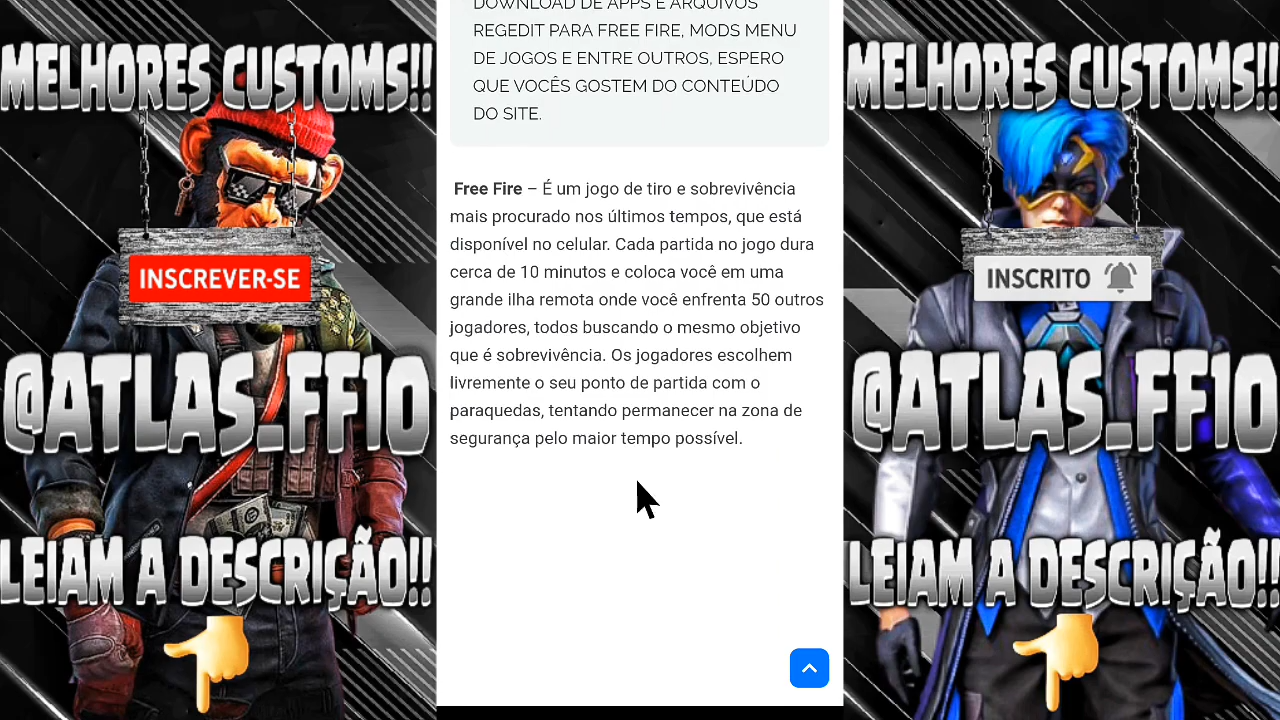 MELHORES CUSTOMS!!
INSCREVER-SE
@ATLAS_FF10
LEIAM A DESCRIÇÃO!!
DOWNLOAD DE APPS E ARQUIVOS
REGEDIT PARA FREE FIRE, MODS MENU
DE JOGOS E ENTRE OUTROS, ESPERO
QUE VOCÊS GOSTEM DO CONTEÚDO
DO SITE.
Free Fire – É um jogo de tiro e sobrevivência
mais procurado nos últimos tempos, que está
disponível no celular. Cada partida no jogo dura
cerca de 10 minutos e coloca você em uma
grande ilha remota onde você enfrenta 50 outros
jogadores, todos buscando o mesmo objetivo
que é sobrevivência. Os jogadores escolhem
livremente o seu ponto de partida com o
paraquedas, tentando permanecer na zona de
segurança pelo maior tempo possível.
MELHORES CUSTOMS!!
INSCRITO
@ATLAS_FF10
LEIAM A DESCRIÇÃO!!